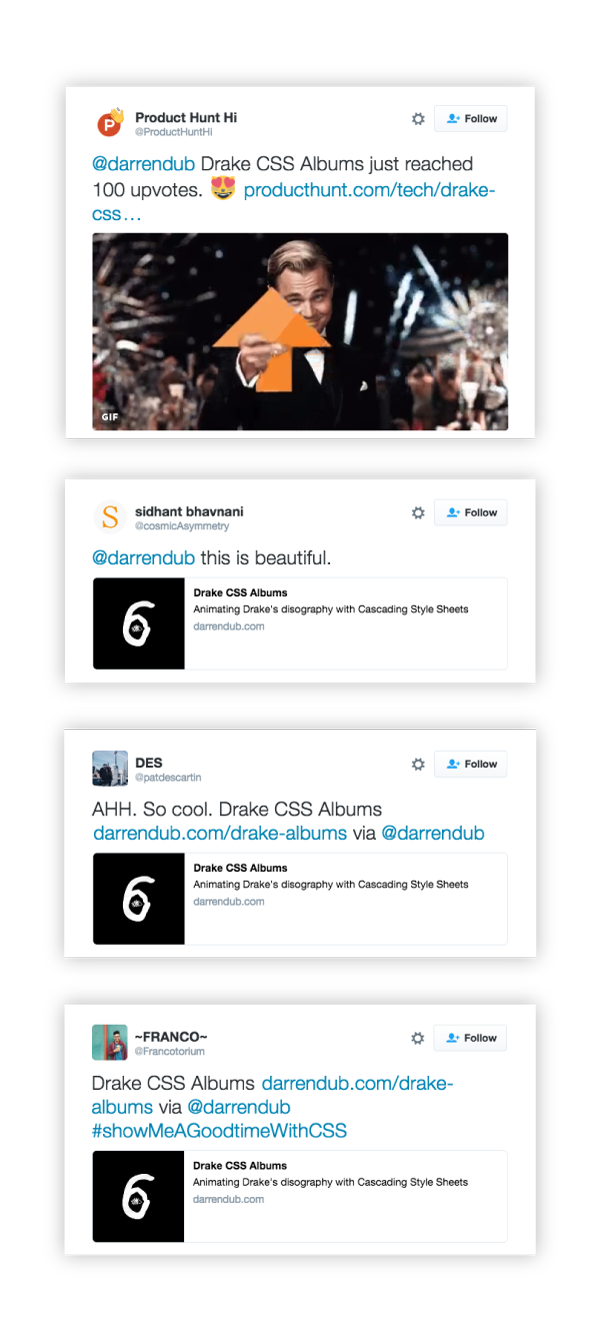 P
Product Hunt Hi
@ProductHuntHi
Follow
@darrendub Drake CSS Albums just reached
100 upvotes. 😻 producthunt.com/tech/drake-
css…
GIF
S
sidhant bhavnani
@cosmicAsymmetry
Follow
@darrendub this is beautiful.
6
Drake CSS Albums
Animating Drake's disography with Cascading Style Sheets
darrendub.com
DES
@patdescartin
Follow
AHH. So cool. Drake CSS Albums
darrendub.com/drake-albums via @darrendub
6
Drake CSS Albums
Animating Drake's disography with Cascading Style Sheets
darrendub.com
~FRANCO~
@Francotorium
Follow
Drake CSS Albums darrendub.com/drake-
albums via @darrendub
#showMeAGoodtimeWithCSS
6
Drake CSS Albums
Animating Drake's disography with Cascading Style Sheets
darrendub.com